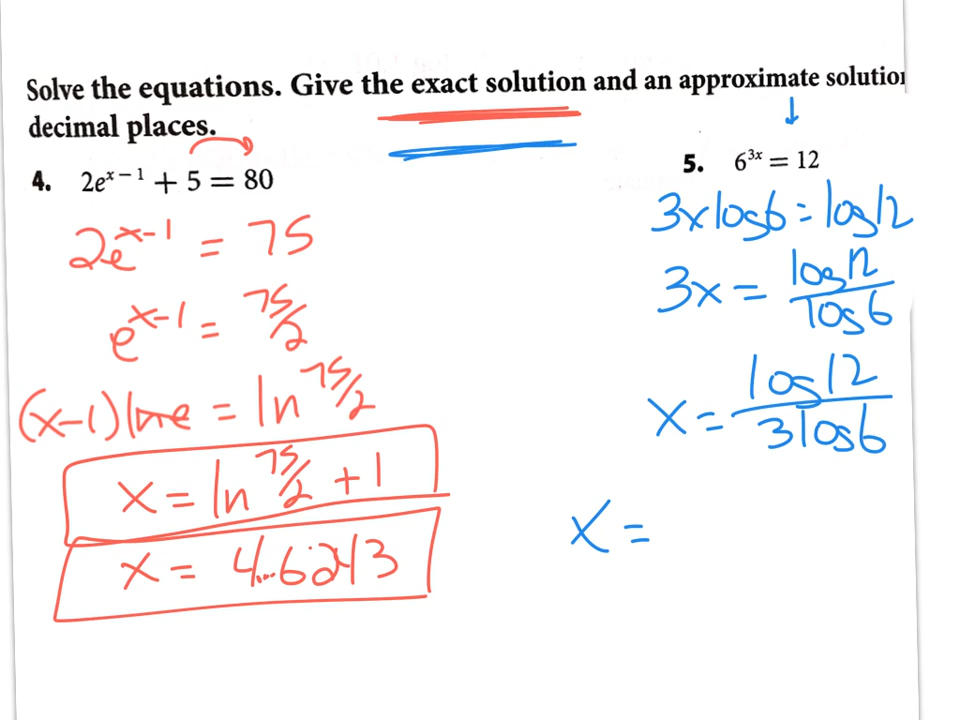 Solve the equations. Give the exact solution and an approximate solution
decimal places.
4. 2e^(x − 1) + 5 = 80
2e^(x-1) = 75
e^(x-1) = 75/2
(x-1) lne = ln 75/2
x = ln 75/2 + 1
x = 4.6243
5. 6^(3x) = 12
3x log6 = log12
3x = log12/log6
x = log12/3log6
x =